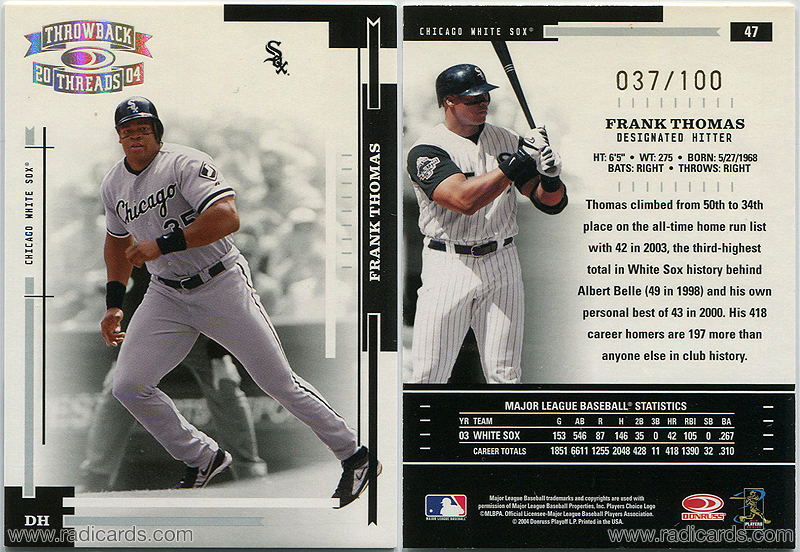 THROWBACK
20 THREADS 04
Sox
CHICAGO WHITE SOX®
Chicago
35
FRANK THOMAS
DH
www.radicards.com
CHICAGO WHITE SOX®
47
037/100
FRANK THOMAS
DESIGNATED HITTER
HT: 6'5" • WT: 275 • BORN: 5/27/1968
BATS: RIGHT • THROWS: RIGHT
Thomas climbed from 50th to 34th
place on the all-time home run list
with 42 in 2003, the third-highest
total in White Sox history behind
Albert Belle (49 in 1998) and his own
personal best of 43 in 2000. His 418
career homers are 197 more than
anyone else in club history.
MAJOR LEAGUE BASEBALL® STATISTICS
YR TEAM G AB R H 2B 3B HR RBI SB BA
03 WHITE SOX 153 546 87 146 35 0 42 105 0 .267
CAREER TOTALS 1851 6611 1255 2048 428 11 418 1390 32 .310
Major League Baseball trademarks and copyrights are used with
permission of Major League Baseball Properties, Inc. Players Choice Logo
©MLBPA. Official Licensee-Major League Baseball Players Association.
© 2004 Donruss Playoff L.P. Printed in the USA.
DONRUSS
PLAYERS
www.radicards.com